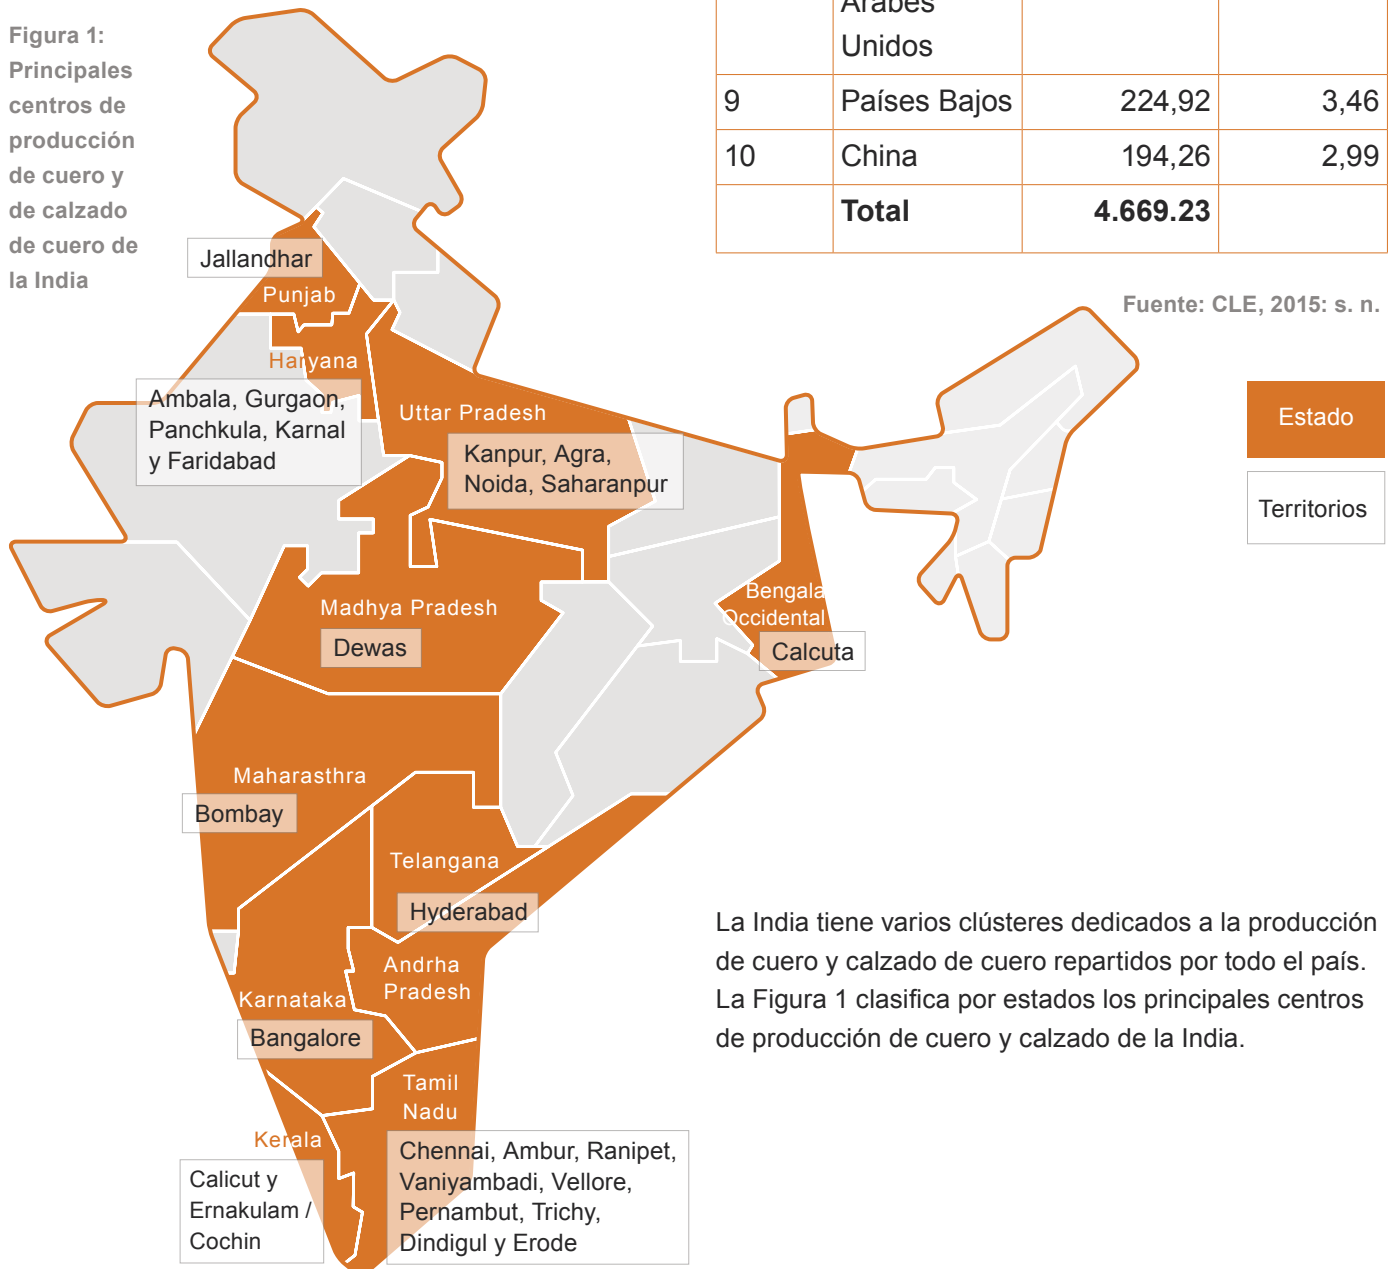 Figura 1:
Principales
centros de
producción
de cuero y
de calzado
de cuero de
la India
Árabes
Unidos
9 Países Bajos 224,92 3,46
10 China 194,26 2,99
Total 4.669.23
Fuente: CLE, 2015: s. n.
Estado
Territorios
Jallandhar
Punjab
Haryana
Ambala, Gurgaon,
Panchkula, Karnal
y Faridabad
Uttar Pradesh
Kanpur, Agra,
Noida, Saharanpur
Madhya Pradesh
Dewas
Bengala
Occidental
Calcuta
Maharasthra
Bombay
Telangana
Hyderabad
Andrha
Pradesh
Karnataka
Bangalore
Tamil
Nadu
Chennai, Ambur, Ranipet,
Vaniyambadi, Vellore,
Pernambut, Trichy,
Dindigul y Erode
Kerala
Calicut y
Ernakulam /
Cochin
La India tiene varios clústeres dedicados a la producción
de cuero y calzado de cuero repartidos por todo el país.
La Figura 1 clasifica por estados los principales centros
de producción de cuero y calzado de la India.